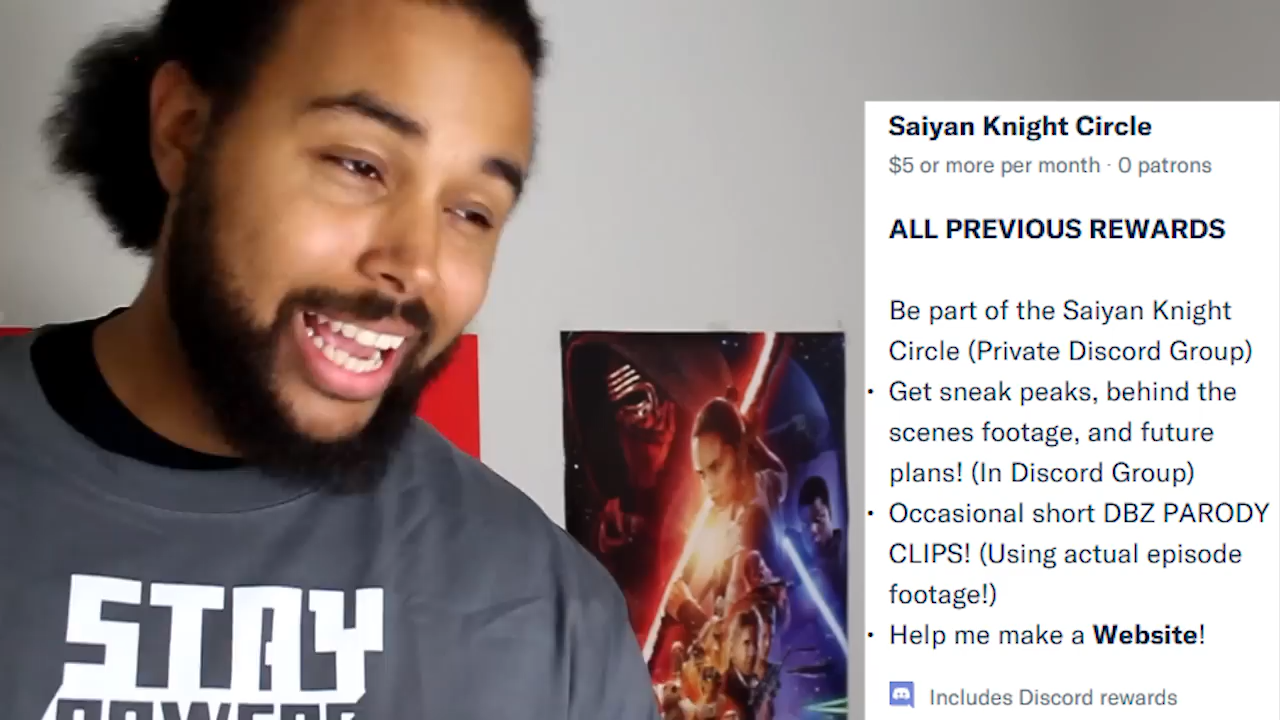 Saiyan Knight Circle
$5 or more per month · 0 patrons
ALL PREVIOUS REWARDS
Be part of the Saiyan Knight
Circle (Private Discord Group)
• Get sneak peaks, behind the
scenes footage, and future
plans! (In Discord Group)
• Occasional short DBZ PARODY
CLIPS! (Using actual episode
footage!)
• Help me make a Website!
Includes Discord rewards
STAY